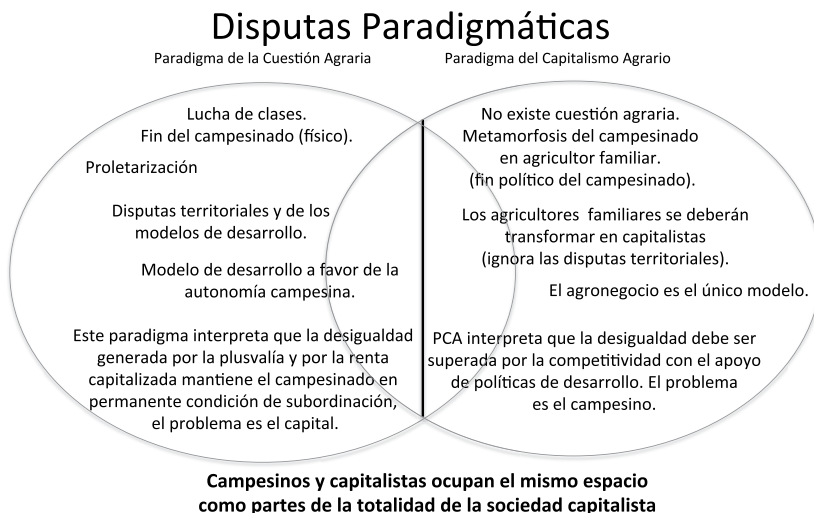 Disputas Paradigmáticas
Paradigma de la Cuestión Agraria
Paradigma del Capitalismo Agrario
Lucha de clases.
Fin del campesinado (físico).
Proletarización
Disputas territoriales y de los
modelos de desarrollo.
Modelo de desarrollo a favor de la
autonomía campesina.
Este paradigma interpreta que la desigualdad
generada por la plusvalía y por la renta
capitalizada mantiene el campesinado en
permanente condición de subordinación,
el problema es el capital.
No existe cuestión agraria.
Metamorfosis del campesinado
en agricultor familiar.
(fin político del campesinado).
Los agricultores familiares se deberán
transformar en capitalistas
(ignora las disputas territoriales).
El agronegocio es el único modelo.
PCA interpreta que la desigualdad debe ser
superada por la competitividad con el apoyo
de políticas de desarrollo. El problema
es el campesino.
Campesinos y capitalistas ocupan el mismo espacio
como partes de la totalidad de la sociedad capitalista